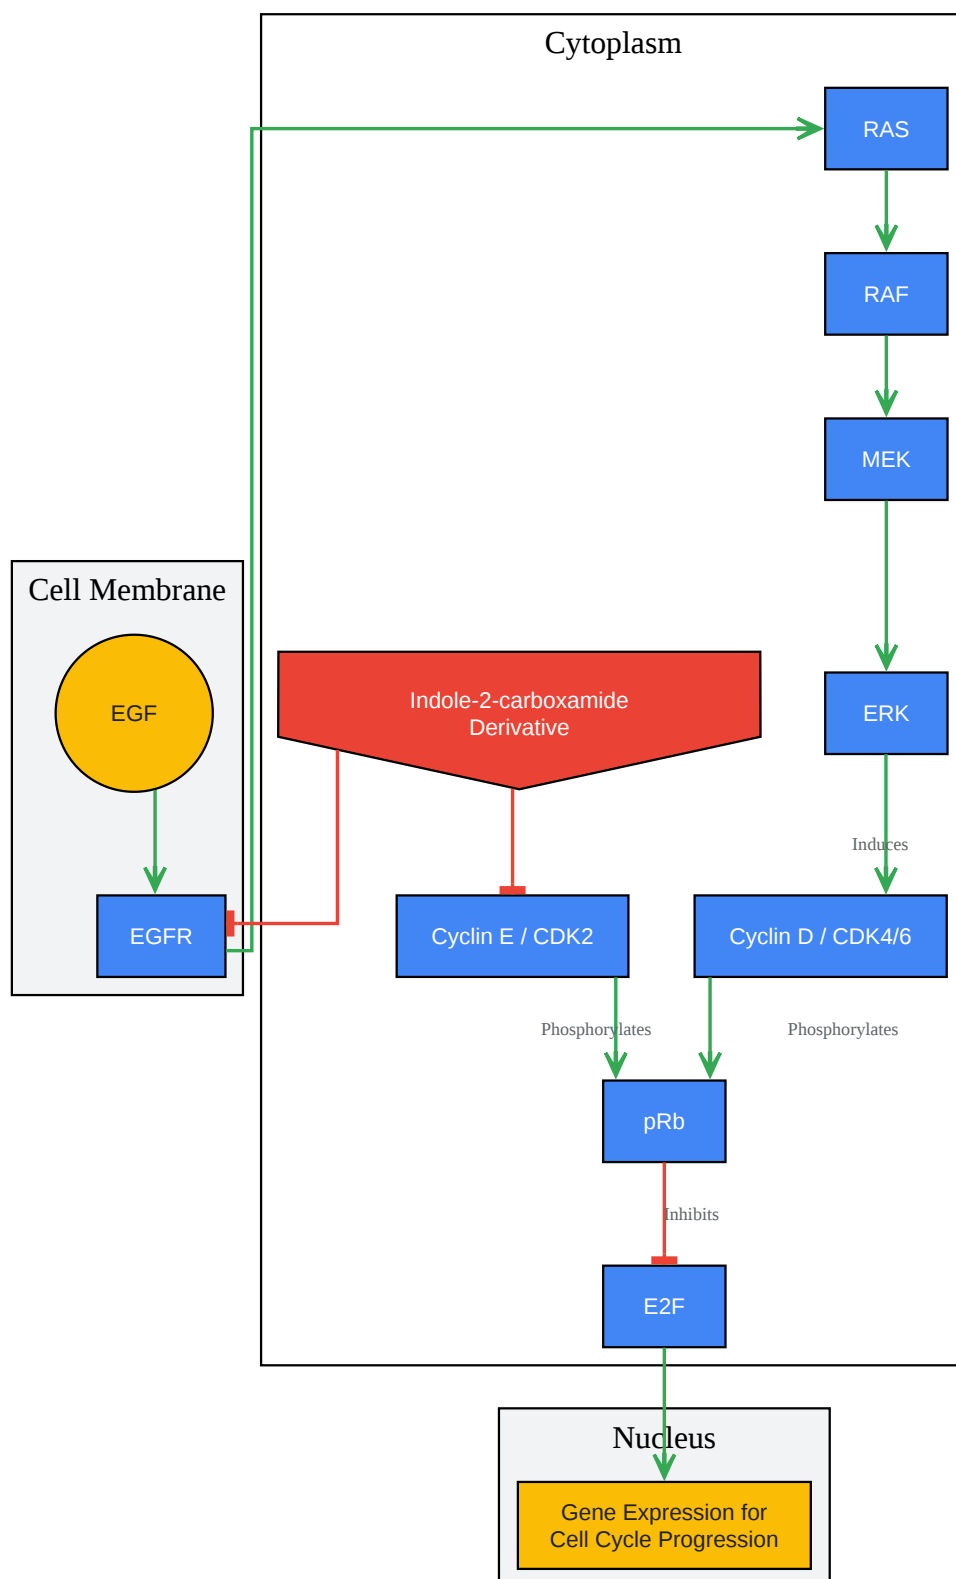 Cytoplasm
RAS
RAF
MEK
Cell Membrane
EGF
Indole-2-carboxamide
Derivative
ERK
Induces
EGFR
Cyclin E / CDK2
Cyclin D / CDK4/6
Phosphorylates
Phosphorylates
pRb
Inhibits
E2F
Nucleus
Gene Expression for
Cell Cycle Progression